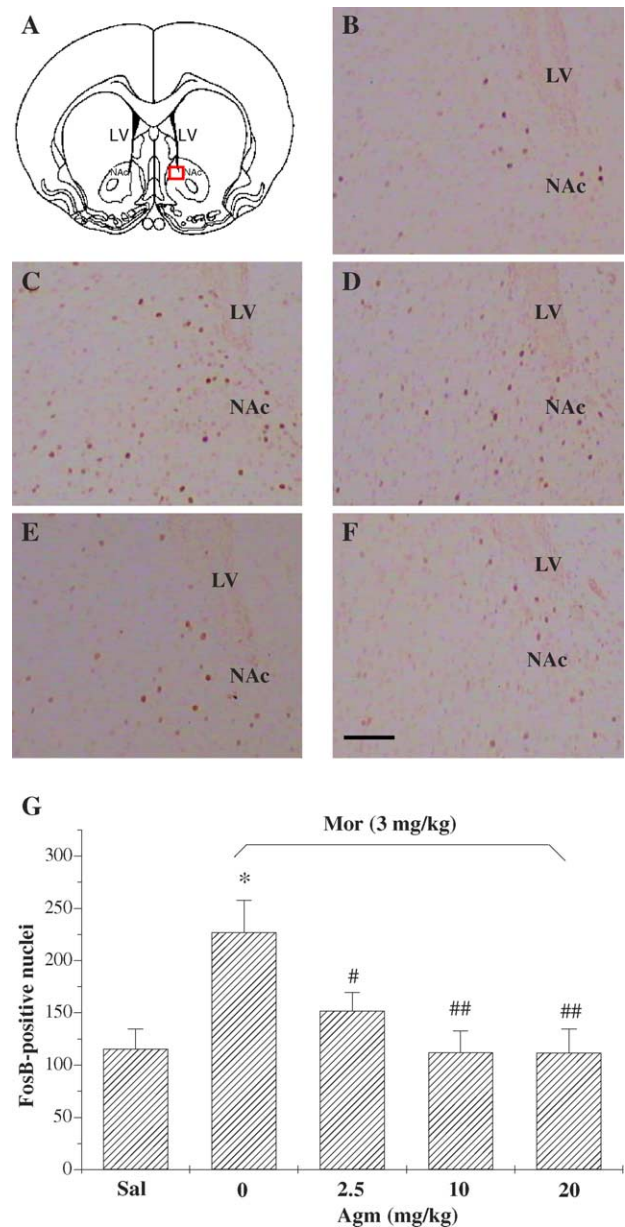 A
LV LV
NAc NAc
B
LV
NAc
C
LV
NAc
D
LV
NAc
E
LV
NAc
F
LV
NAc
G
Mor (3 mg/kg)
FosB-positive nuclei
300
250
200
150
100
50
0
*
#
##
##
Sal 0 2.5 10 20
Agm (mg/kg)